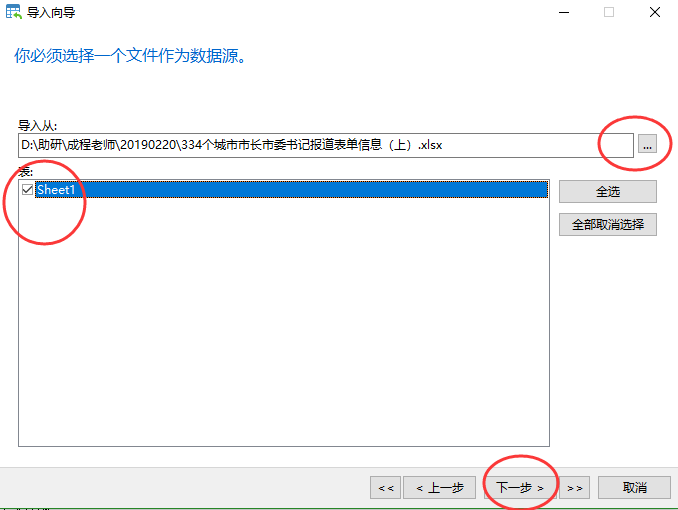 导入向导
你必须选择一个文件作为数据源。
导入从:
D:\助研\成程老师\20190220\334个城市市长市委书记报道表单信息（上）.xlsx
...
表:
Sheet1
全选
全部取消选择
<<
< 上一步
下一步 >
>>
取消